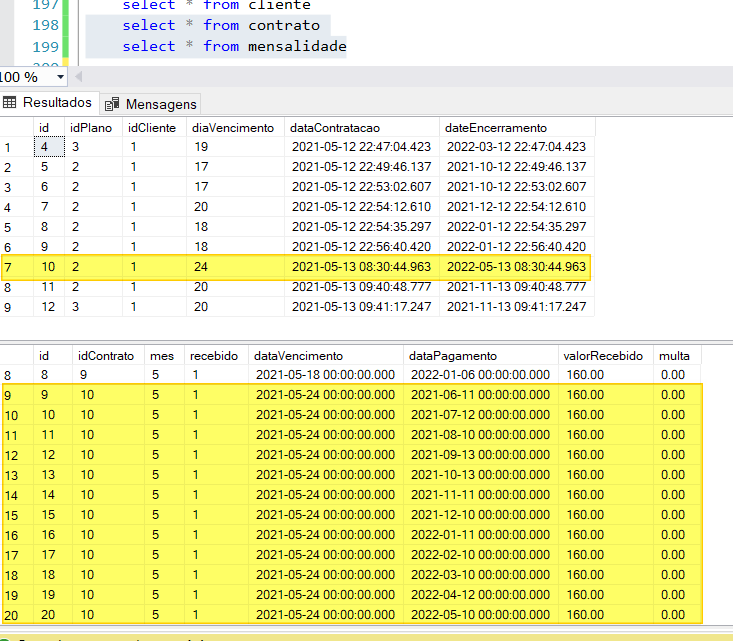 197 select * from cliente
198 select * from contrato
199 select * from mensalidade
100 %
Resultados Mensagens
id idPlano idCliente diaVencimento dataContratacao dateEncerramento
1 4 3 1 19 2021-05-12 22:47:04.423 2022-03-12 22:47:04.423
2 5 2 1 17 2021-05-12 22:49:46.137 2021-10-12 22:49:46.137
3 6 2 1 17 2021-05-12 22:53:02.607 2021-10-12 22:53:02.607
4 7 2 1 20 2021-05-12 22:54:12.610 2021-12-12 22:54:12.610
5 8 2 1 18 2021-05-12 22:54:35.297 2022-01-12 22:54:35.297
6 9 2 1 18 2021-05-12 22:56:40.420 2022-01-12 22:56:40.420
7 10 2 1 24 2021-05-13 08:30:44.963 2022-05-13 08:30:44.963
8 11 2 1 20 2021-05-13 09:40:48.777 2021-11-13 09:40:48.777
9 12 3 1 20 2021-05-13 09:41:17.247 2021-11-13 09:41:17.247
id idContrato mes recebido dataVencimento dataPagamento valorRecebido multa
8 8 9 5 1 2021-05-18 00:00:00.000 2022-01-06 00:00:00.000 160.00 0.00
9 9 10 5 1 2021-05-24 00:00:00.000 2021-06-11 00:00:00.000 160.00 0.00
10 10 10 5 1 2021-05-24 00:00:00.000 2021-07-12 00:00:00.000 160.00 0.00
11 11 10 5 1 2021-05-24 00:00:00.000 2021-08-10 00:00:00.000 160.00 0.00
12 12 10 5 1 2021-05-24 00:00:00.000 2021-09-13 00:00:00.000 160.00 0.00
13 13 10 5 1 2021-05-24 00:00:00.000 2021-10-13 00:00:00.000 160.00 0.00
14 14 10 5 1 2021-05-24 00:00:00.000 2021-11-11 00:00:00.000 160.00 0.00
15 15 10 5 1 2021-05-24 00:00:00.000 2021-12-10 00:00:00.000 160.00 0.00
16 16 10 5 1 2021-05-24 00:00:00.000 2022-01-11 00:00:00.000 160.00 0.00
17 17 10 5 1 2021-05-24 00:00:00.000 2022-02-10 00:00:00.000 160.00 0.00
18 18 10 5 1 2021-05-24 00:00:00.000 2022-03-10 00:00:00.000 160.00 0.00
19 19 10 5 1 2021-05-24 00:00:00.000 2022-04-12 00:00:00.000 160.00 0.00
20 20 10 5 1 2021-05-24 00:00:00.000 2022-05-10 00:00:00.000 160.00 0.00